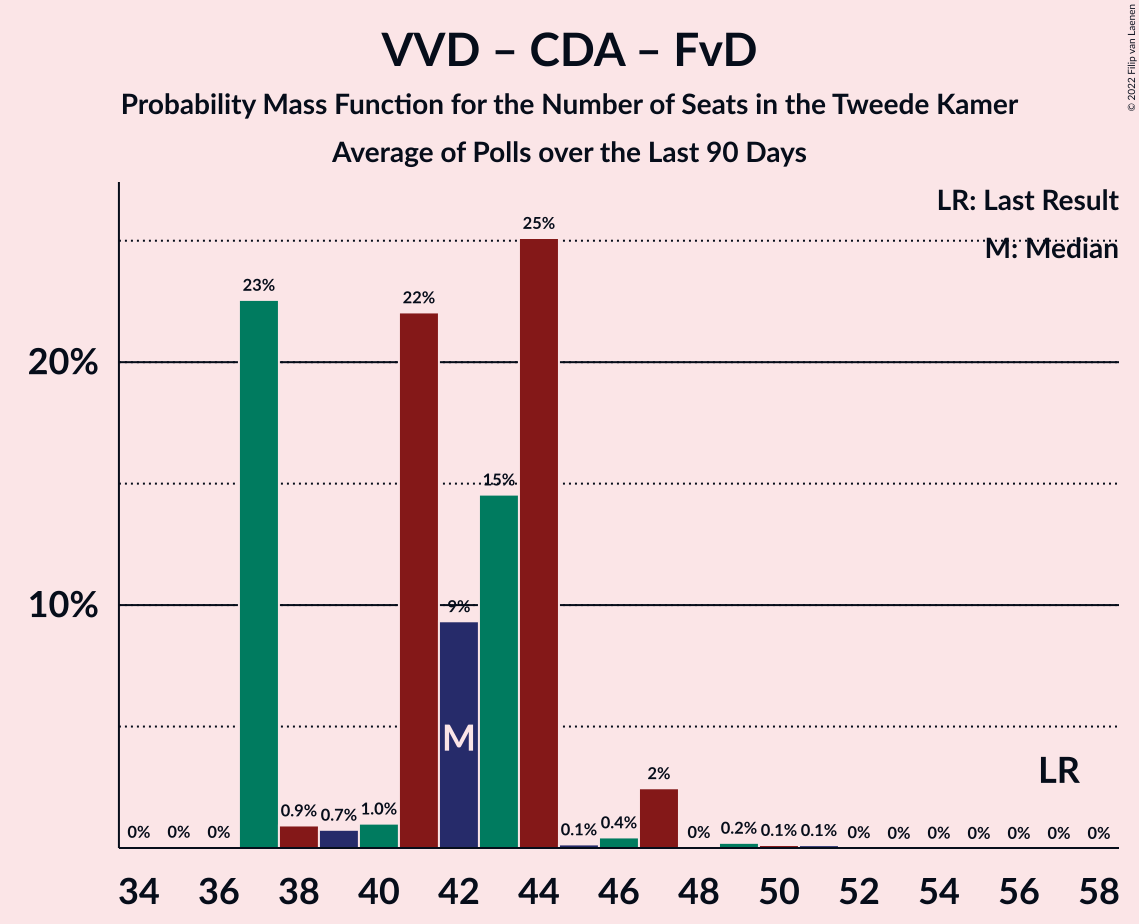 VVD – CDA – FvD
Probability Mass Function for the Number of Seats in the Tweede Kamer
Average of Polls over the Last 90 Days
© 2022 Filip van Laenen
LR: Last Result
M: Median
25%
23%
22%
20%
15%
10%
9%
M
LR
2%
0% 0% 0% 0.9% 0.7% 1.0% 0.1% 0.4% 0% 0.2% 0.1% 0.1% 0% 0% 0% 0% 0% 0% 0%
34 36 38 40 42 44 46 48 50 52 54 56 58